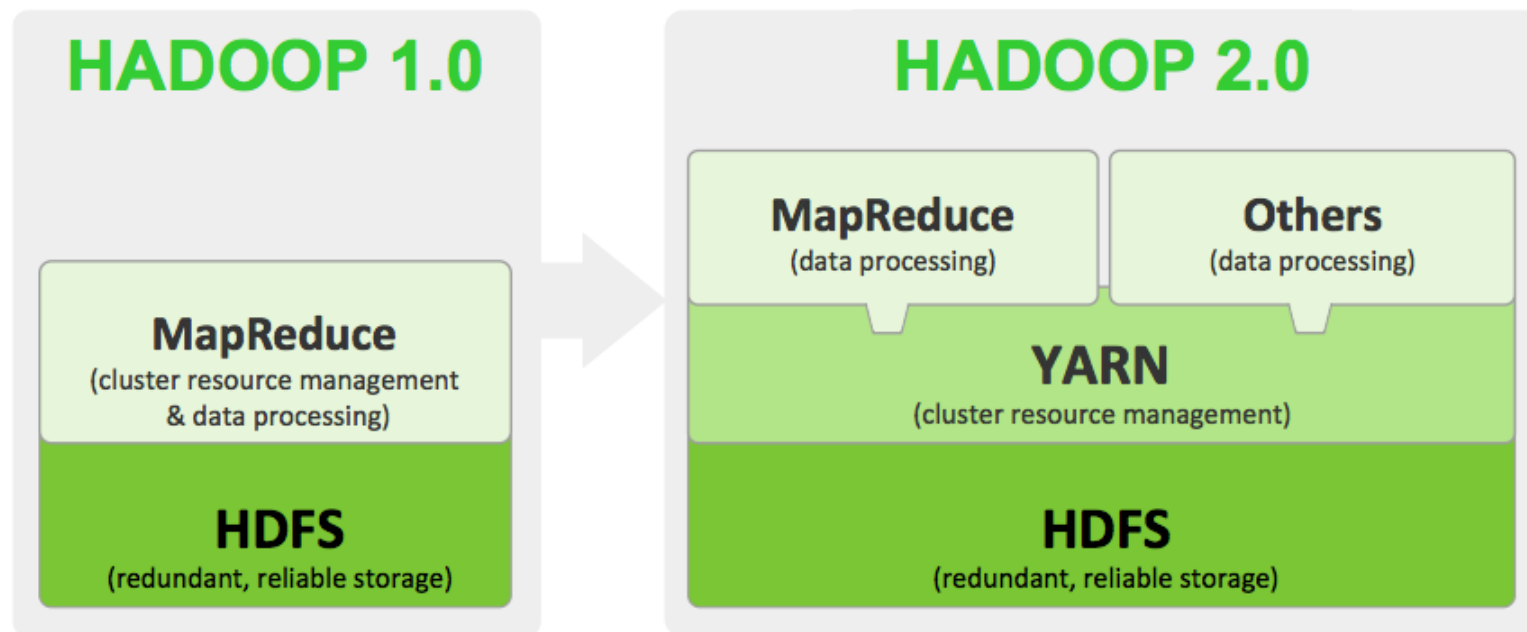 HADOOP 1.0
MapReduce
(cluster resource management
& data processing)
HDFS
(redundant, reliable storage)
HADOOP 2.0
MapReduce
(data processing)
Others
(data processing)
YARN
(cluster resource management)
HDFS
(redundant, reliable storage)